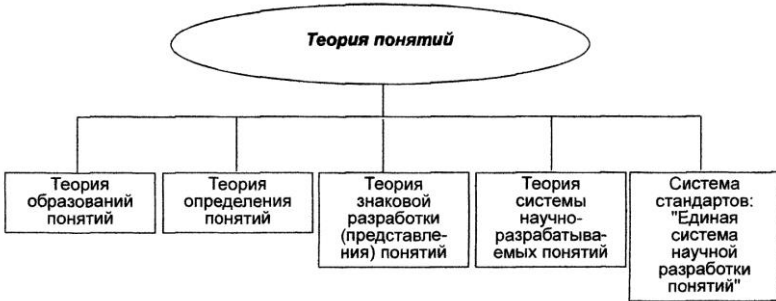 Теория понятий
Теория
образований
понятий
Теория
определения
понятий
Теория
знаковой
разработки
(представле-
ния) понятий
Теория
системы
научно-
разрабатыва-
емых понятий
Система
стандартов:
"Единая
система
научной
разработки
понятий"